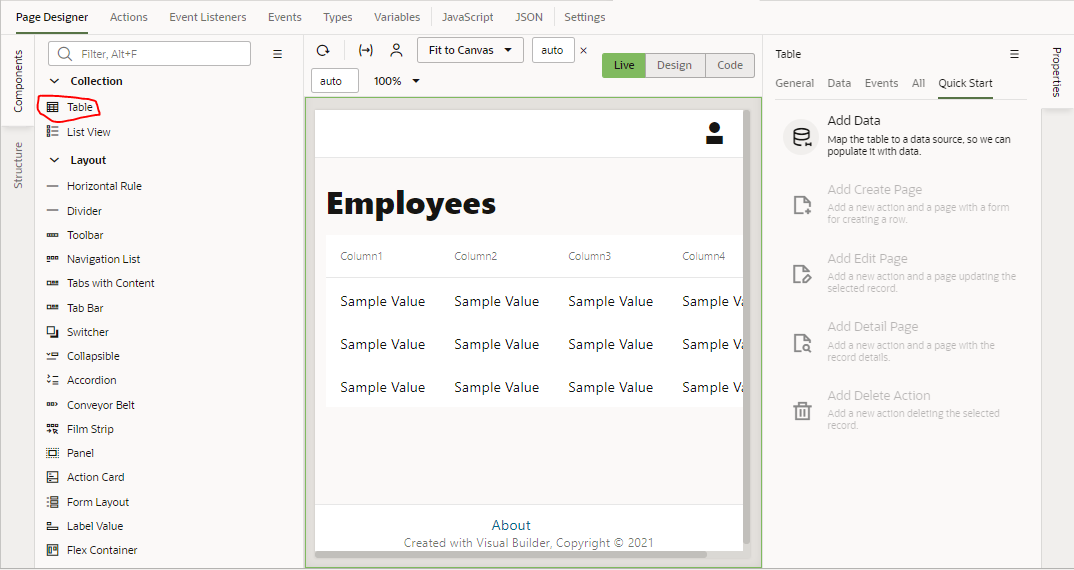 Page Designer Actions Event Listeners Events Types Variables JavaScript JSON Settings
Components
Structure
Filter, Alt+F
Collection
Table
List View
Layout
Horizontal Rule
Divider
Toolbar
Navigation List
Tabs with Content
Tab Bar
Switcher
Collapsible
Accordion
Conveyor Belt
Film Strip
Panel
Action Card
Form Layout
Label Value
Flex Container
Fit to Canvas auto
Live Design Code
auto 100%
Employees
Column1 Column2 Column3 Column4
Sample Value Sample Value Sample Value Sample Va
Sample Value Sample Value Sample Value Sample Va
Sample Value Sample Value Sample Value Sample Va
About
Created with Visual Builder, Copyright © 2021
Table
General Data Events All Quick Start
Add Data
Map the table to a data source, so we can
populate it with data.
Add Create Page
Add a new action and a page with a form
for creating a row.
Add Edit Page
Add a new action and a page updating the
selected record.
Add Detail Page
Add a new action and a page with the
record details.
Add Delete Action
Add a new action deleting the selected
record.
Properties